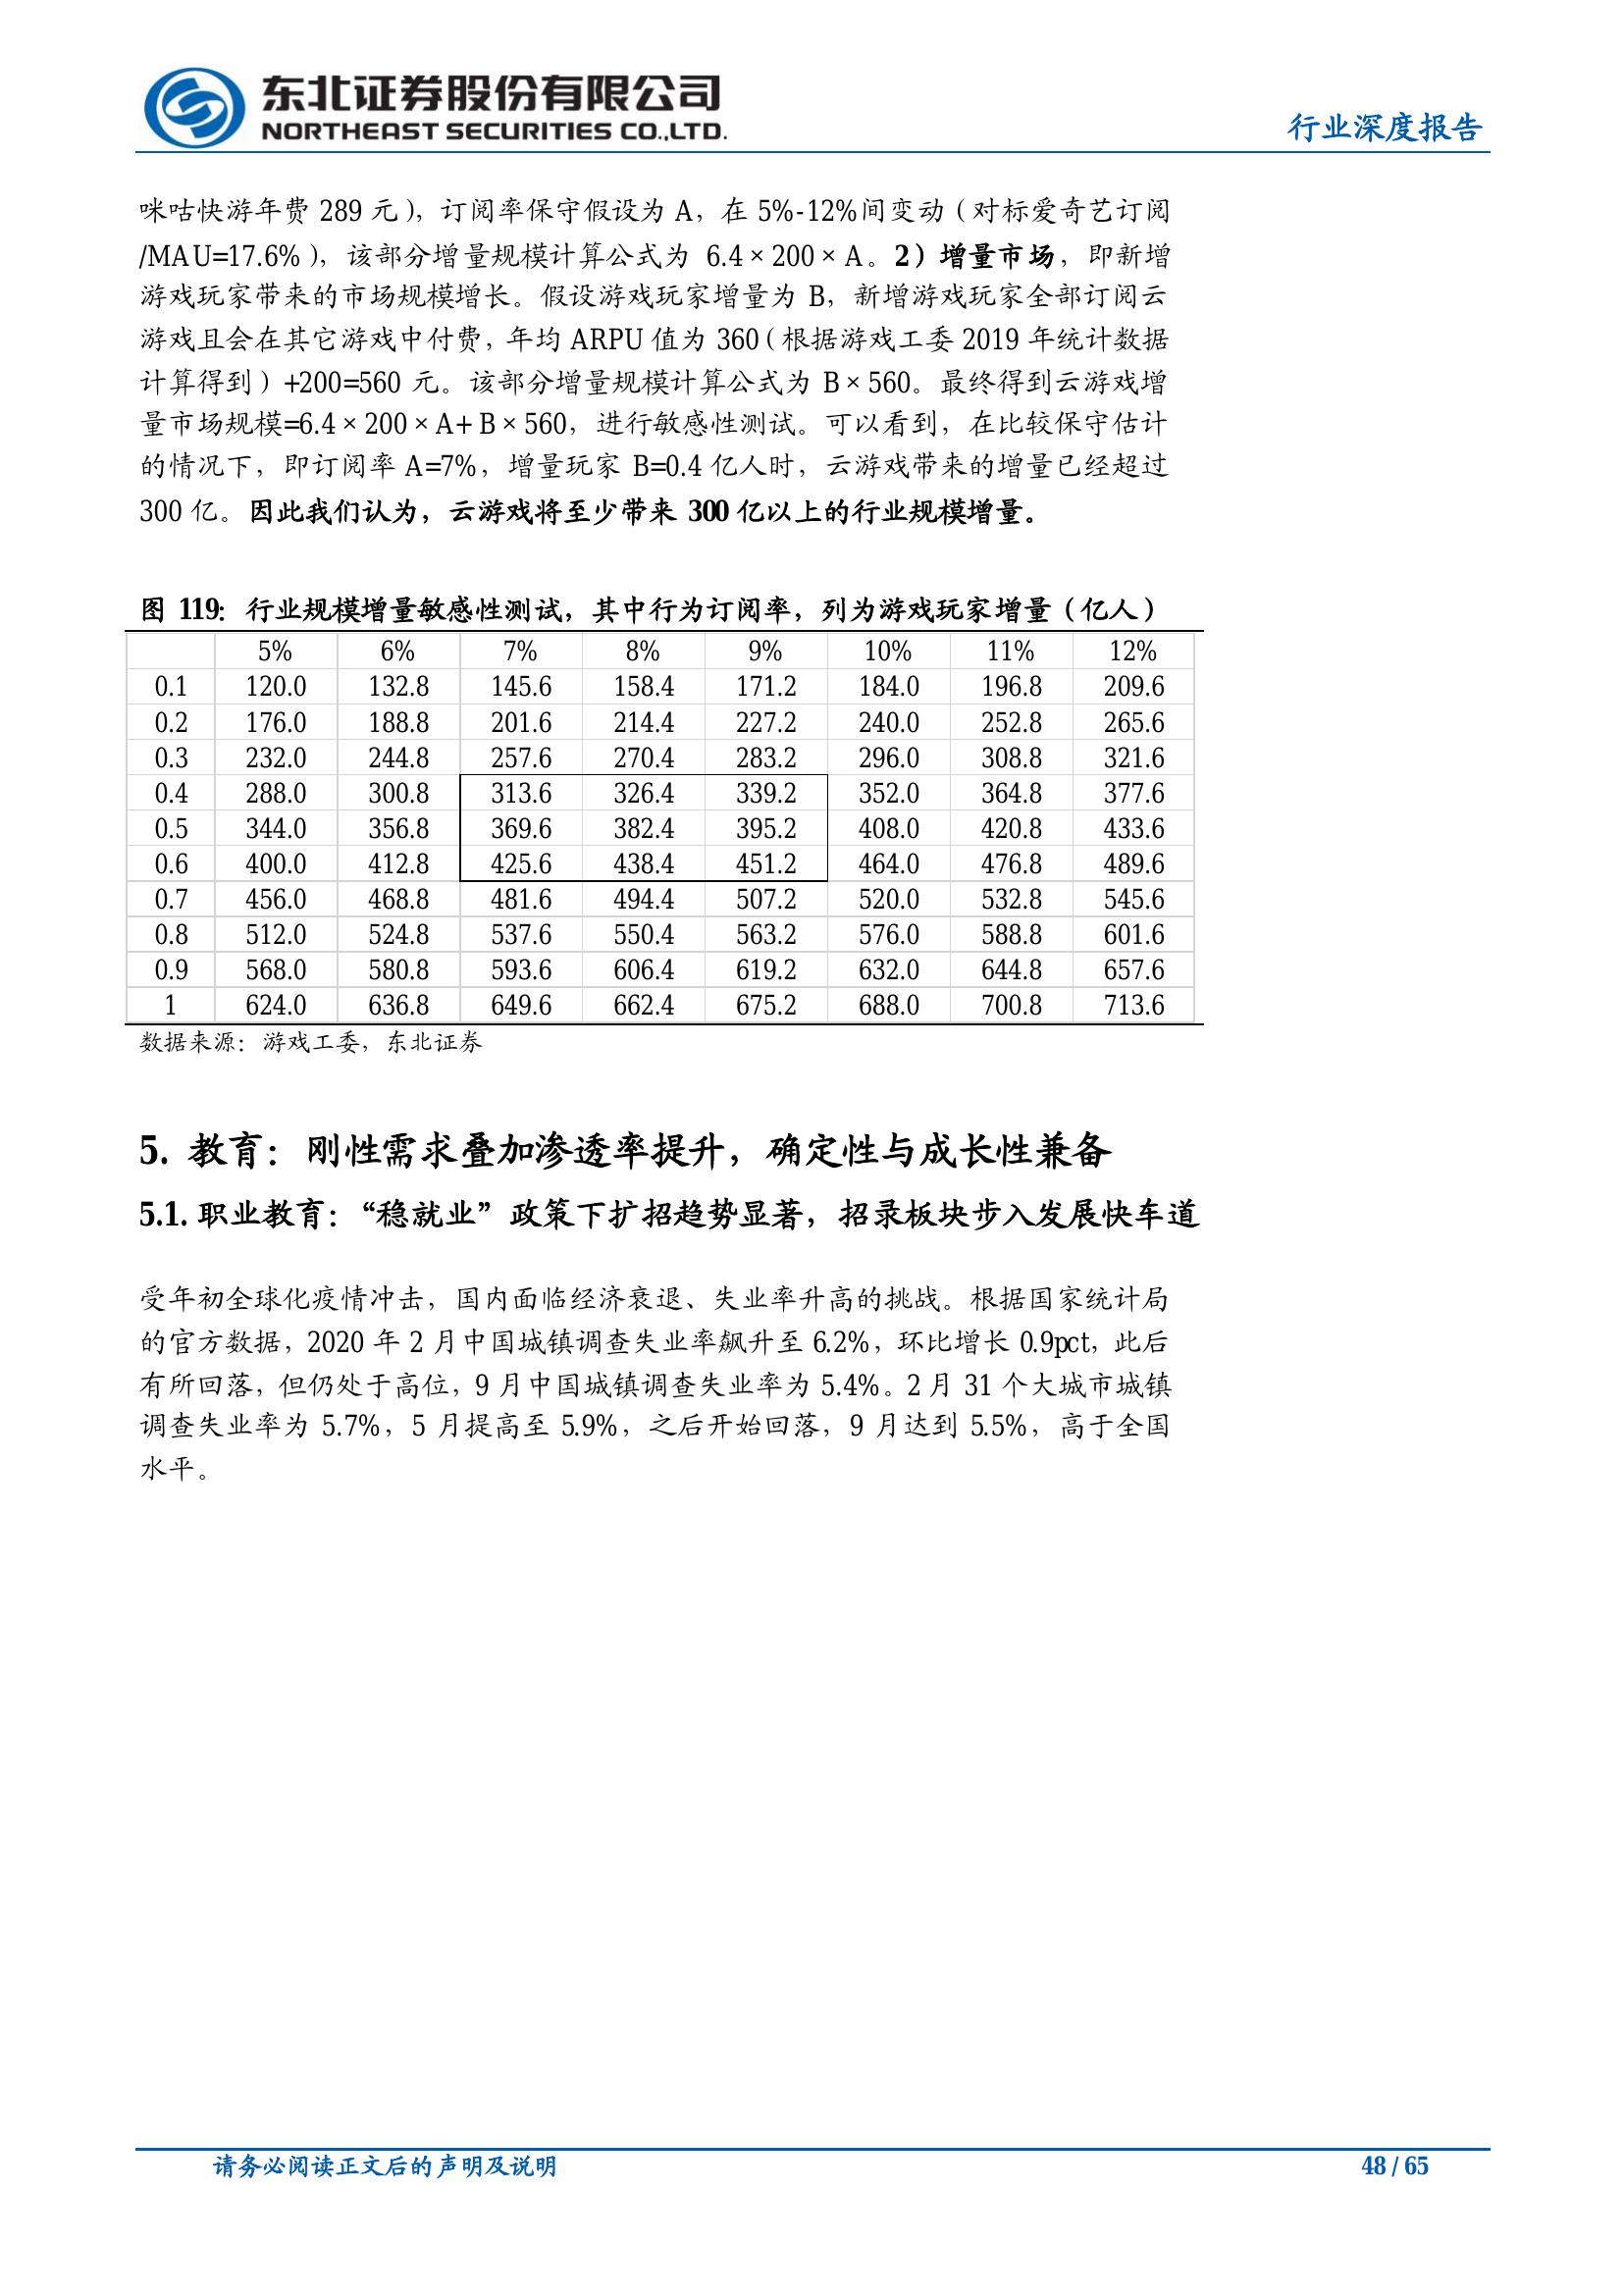 东北证券股份有限公司
NORTHEAST SECURITIES CO.,LTD.
行业深度报告
咪咕快游年费 289 元），订阅率保守假设为 A，在 5%-12%间变动（对标爱奇艺订阅
/MAU=17.6%），该部分增量规模计算公式为 6.4×200×A。2）增量市场，即新增
游戏玩家带来的市场规模增长。假设游戏玩家增量为 B，新增游戏玩家全部订阅云
游戏且会在其它游戏中付费，年均 ARPU 值为 360（根据游戏工委 2019 年统计数据
计算得到）+200=560 元。该部分增量规模计算公式为 B×560。最终得到云游戏增
量市场规模=6.4×200×A+B×560，进行敏感性测试。可以看到，在比较保守估计
的情况下，即订阅率 A=7%，增量玩家 B=0.4 亿人时，云游戏带来的增量已经超过
300 亿。因此我们认为，云游戏将至少带来 300 亿以上的行业规模增量。
图 119：行业规模增量敏感性测试，其中行为订阅率，列为游戏玩家增量（亿人）
5% 6% 7% 8% 9% 10% 11% 12%
0.1 120.0 132.8 145.6 158.4 171.2 184.0 196.8 209.6
0.2 176.0 188.8 201.6 214.4 227.2 240.0 252.8 265.6
0.3 232.0 244.8 257.6 270.4 283.2 296.0 308.8 321.6
0.4 288.0 300.8 313.6 326.4 339.2 352.0 364.8 377.6
0.5 344.0 356.8 369.6 382.4 395.2 408.0 420.8 433.6
0.6 400.0 412.8 425.6 438.4 451.2 464.0 476.8 489.6
0.7 456.0 468.8 481.6 494.4 507.2 520.0 532.8 545.6
0.8 512.0 524.8 537.6 550.4 563.2 576.0 588.8 601.6
0.9 568.0 580.8 593.6 606.4 619.2 632.0 644.8 657.6
1 624.0 636.8 649.6 662.4 675.2 688.0 700.8 713.6
数据来源：游戏工委，东北证券
5. 教育：刚性需求叠加渗透率提升，确定性与成长性兼备
5.1. 职业教育：“稳就业”政策下扩招趋势显著，招录板块步入发展快车道
受年初全球化疫情冲击，国内面临经济衰退、失业率升高的挑战。根据国家统计局
的官方数据，2020 年 2 月中国城镇调查失业率飙升至 6.2%，环比增长 0.9pct，此后
有所回落，但仍处于高位，9 月中国城镇调查失业率为 5.4%。2 月 31 个大城市城镇
调查失业率为 5.7%，5 月提高至 5.9%，之后开始回落，9 月达到 5.5%，高于全国
水平。
请务必阅读正文后的声明及说明
48 / 65